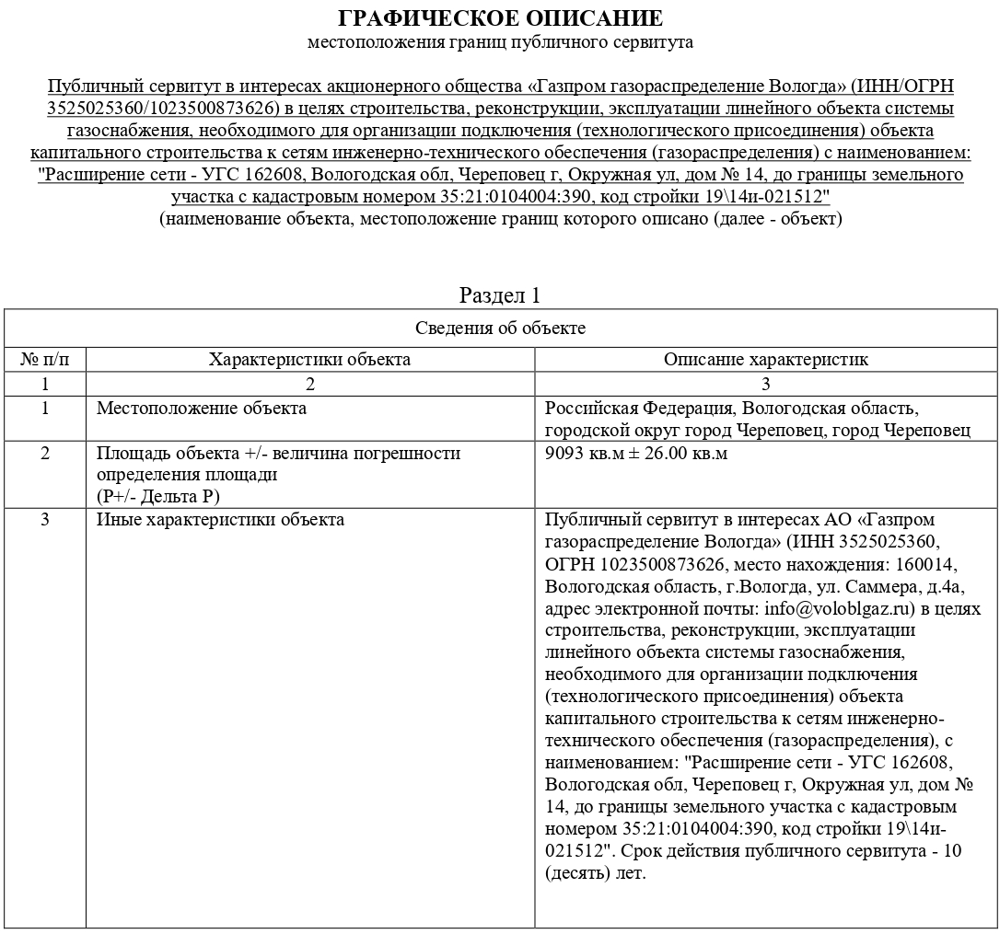 ГРАФИЧЕСКОЕ ОПИСАНИЕ
местоположения границ публичного сервитута
Публичный сервитут в интересах акционерного общества «Газпром газораспределение Вологда» (ИНН/ОГРН
3525025360/1023500873626) в целях строительства, реконструкции, эксплуатации линейного объекта системы
газоснабжения, необходимого для организации подключения (технологического присоединения) объекта
капитального строительства к сетям инженерно-технического обеспечения (газораспределения) с наименованием:
"Расширение сети - УГС 162608, Вологодская обл, Череповец г, Окружная ул, дом № 14, до границы земельного
участка с кадастровым номером 35:21:0104004:390, код стройки 19\14и-021512"
(наименование объекта, местоположение границ которого описано (далее - объект)
Раздел 1
Сведения об объекте
№ п/п
Характеристики объекта
Описание характеристик
1
2
3
1
Местоположение объекта
Российская Федерация, Вологодская область,
городской округ город Череповец, город Череповец
2
Площадь объекта +/- величина погрешности
определения площади
(P+/- Дельта P)
9093 кв.м ± 26.00 кв.м
3
Иные характеристики объекта
Публичный сервитут в интересах АО «Газпром
газораспределение Вологда» (ИНН 3525025360,
ОГРН 1023500873626, место нахождения: 160014,
Вологодская область, г.Вологда, ул. Саммера, д.4а,
адрес электронной почты: info@voloblgaz.ru) в целях
строительства, реконструкции, эксплуатации
линейного объекта системы газоснабжения,
необходимого для организации подключения
(технологического присоединения) объекта
капитального строительства к сетям инженерно-
технического обеспечения (газораспределения), с
наименованием: "Расширение сети - УГС 162608,
Вологодская обл, Череповец г, Окружная ул, дом №
14, до границы земельного участка с кадастровым
номером 35:21:0104004:390, код стройки 19\14и-
021512". Срок действия публичного сервитута - 10
(десять) лет.